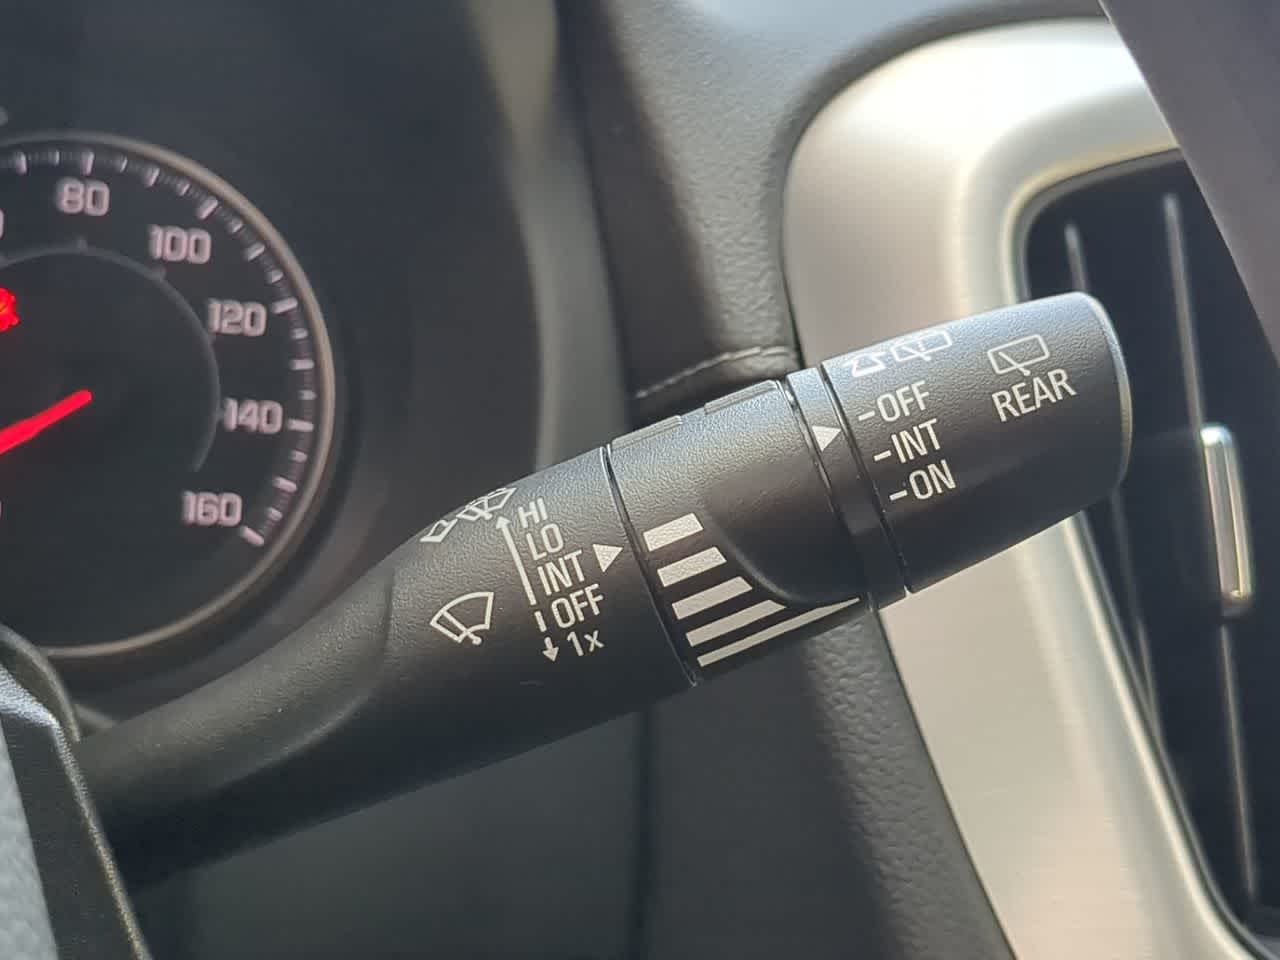 80
100
120
140
160
HI
LO
INT
OFF
1x
-OFF
-INT
-ON
REAR